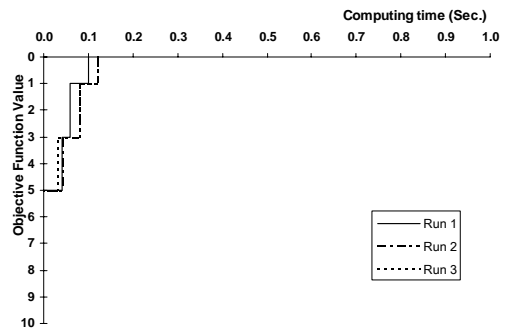 Computing time (Sec.)
0.0 0.1 0.2 0.3 0.4 0.5 0.6 0.7 0.8 0.9 1.0
Objective Function Value
0
1
2
3
4
5
6
7
8
9
10
Run 1
Run 2
Run 3